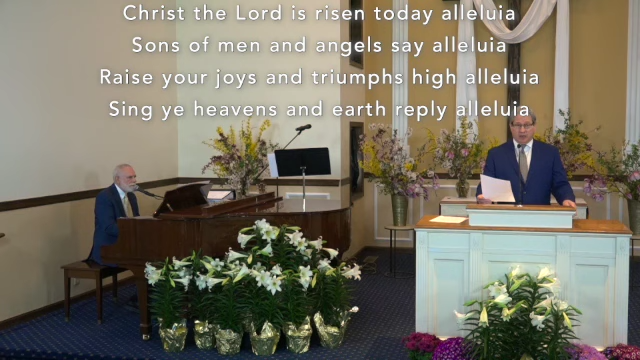 Christ the Lord is risen today alleluia
Sons of men and angels say alleluia
Raise your joys and triumphs high alleluia
Sing ye heavens and earth reply alleluia